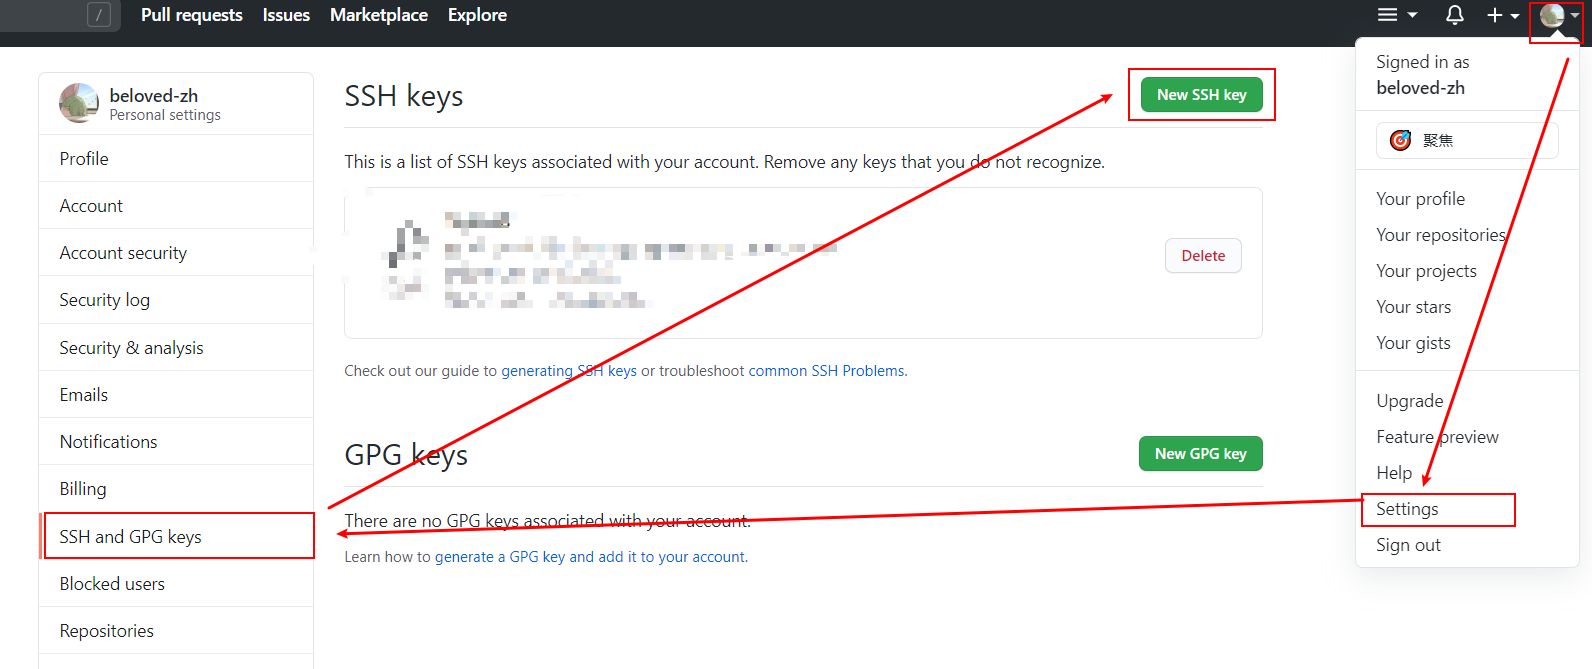 /
Pull requests
Issues
Marketplace
Explore
beloved-zh
Personal settings
Profile
Account
Account security
Security log
Security & analysis
Emails
Notifications
Billing
SSH and GPG keys
Blocked users
Repositories
SSH keys
New SSH key
This is a list of SSH keys associated with your account. Remove any keys that you do not recognize.
Delete
Check out our guide to generating SSH keys or troubleshoot common SSH Problems.
GPG keys
New GPG key
There are no GPG keys associated with your account.
Learn how to generate a GPG key and add it to your account.
Signed in as
beloved-zh
聚焦
Your profile
Your repositories
Your projects
Your stars
Your gists
Upgrade
Feature preview
Help
Settings
Sign out